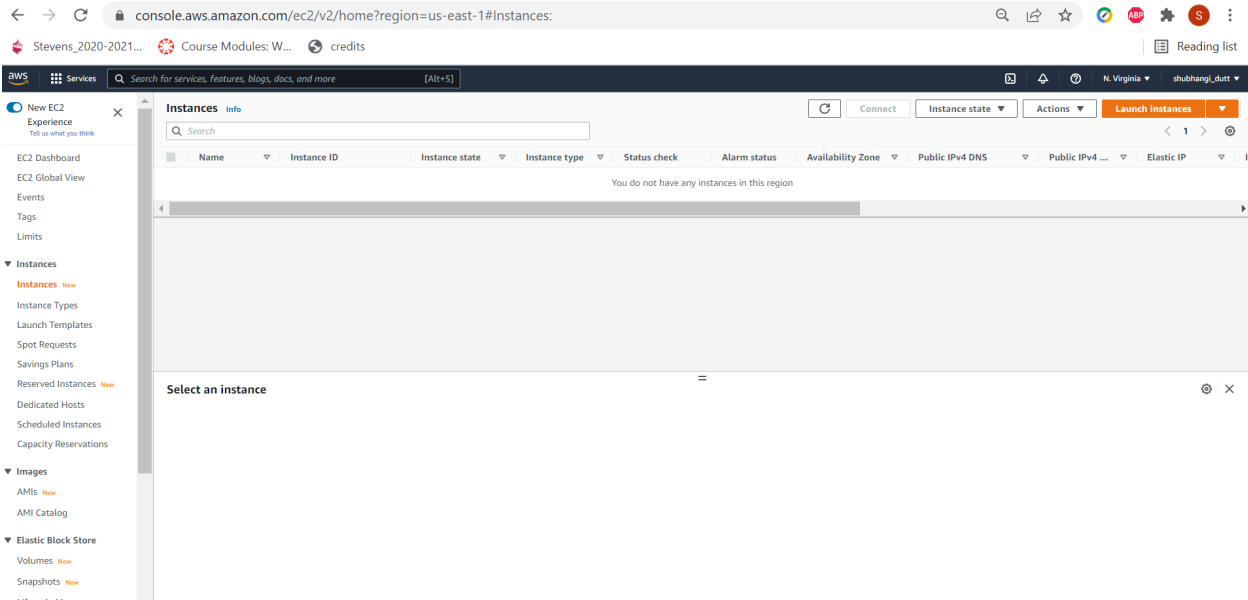 console.aws.amazon.com/ec2/v2/home?region=us-east-1#Instances:
ABP
S
Stevens_2020-2021... Course Modules: W... credits
Reading list
aws Services Search for services, features, blogs, docs, and more [Alt+S] N. Virginia shubhangi_dutt
New EC2
Experience
Tell us what you think
EC2 Dashboard
EC2 Global View
Events
Tags
Limits
Instances
Instances New
Instance Types
Launch Templates
Spot Requests
Savings Plans
Reserved Instances New
Dedicated Hosts
Scheduled Instances
Capacity Reservations
Images
AMIs New
AMI Catalog
Elastic Block Store
Volumes New
Snapshots New
Instances Info
Connect Instance state Actions Launch instances
Search
1
Name Instance ID Instance state Instance type Status check Alarm status Availability Zone Public IPv4 DNS Public IPv4 ... Elastic IP
You do not have any instances in this region
Select an instance